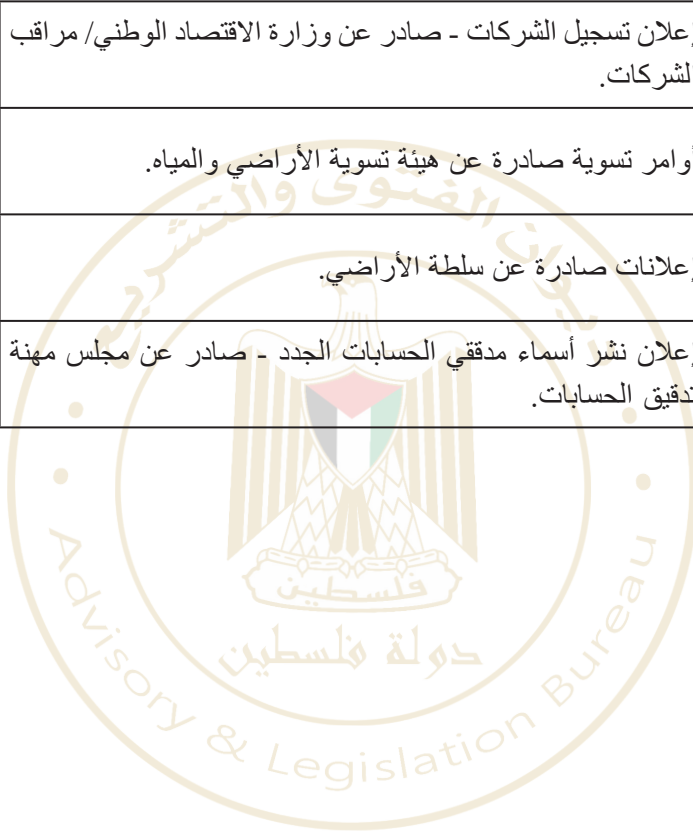 إعلان تسجيل الشركات - صادر عن وزارة الاقتصاد الوطني/ مراقب
الشركات.
أوامر تسوية صادرة عن هيئة تسوية الأراضي والمياه.
إعلانات صادرة عن سلطة الأراضي.
إعلان نشر أسماء مدققي الحسابات الجدد - صادر عن مجلس مهنة
تدقيق الحسابات.
ديوان الفتوى والتشريع
فلسطين
دولة فلسطين
Advisory & Legislation Bureau